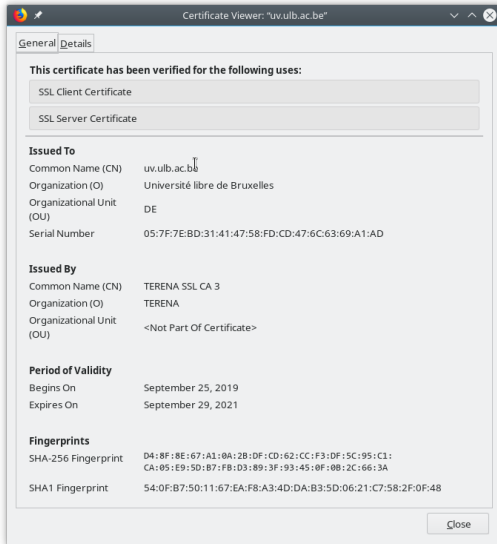 Certificate Viewer: “uv.ulb.ac.be”
General Details
This certificate has been verified for the following uses:
SSL Client Certificate
SSL Server Certificate
Issued To
Common Name (CN) uv.ulb.ac.be
Organization (O) Université libre de Bruxelles
Organizational Unit (OU) DE
Serial Number 05:7F:7E:BD:31:41:47:58:FD:CD:47:6C:63:69:A1:AD
Issued By
Common Name (CN) TERENA SSL CA 3
Organization (O) TERENA
Organizational Unit (OU) <Not Part Of Certificate>
Period of Validity
Begins On September 25, 2019
Expires On September 29, 2021
Fingerprints
SHA-256 Fingerprint D4:8F:8E:67:A1:0A:2B:DF:CD:62:CC:F3:DF:5C:95:C1:
CA:05:E9:5D:B7:FB:D3:89:3F:93:45:0F:0B:2C:66:3A
SHA1 Fingerprint 54:0F:B7:50:11:67:EA:F8:A3:4D:DA:B3:5D:06:21:C7:58:2F:0F:48
Close